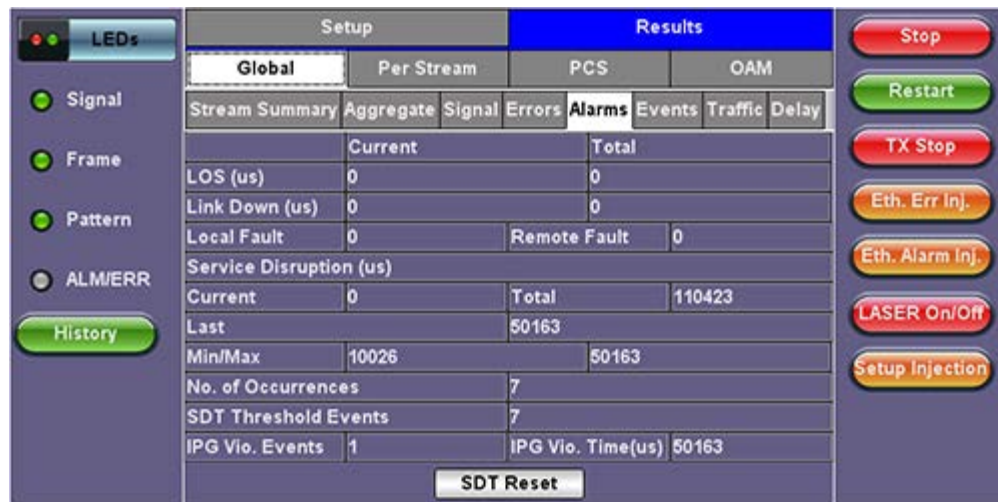 LEDs
Signal
Frame
Pattern
ALM/ERR
History
Setup Results
Global Per Stream PCS OAM
Stream Summary Aggregate Signal Errors Alarms Events Traffic Delay
Current Total
LOS (us) 0 0
Link Down (us) 0 0
Local Fault 0 Remote Fault 0
Service Disruption (us)
Current 0 Total 110423
Last 50163
Min/Max 10026 50163
No. of Occurrences 7
SDT Threshold Events 7
IPG Vio. Events 1 IPG Vio. Time(us) 50163
SDT Reset
Stop
Restart
TX Stop
Eth. Err Inj.
Eth. Alarm Inj.
LASER On/Off
Setup Injection